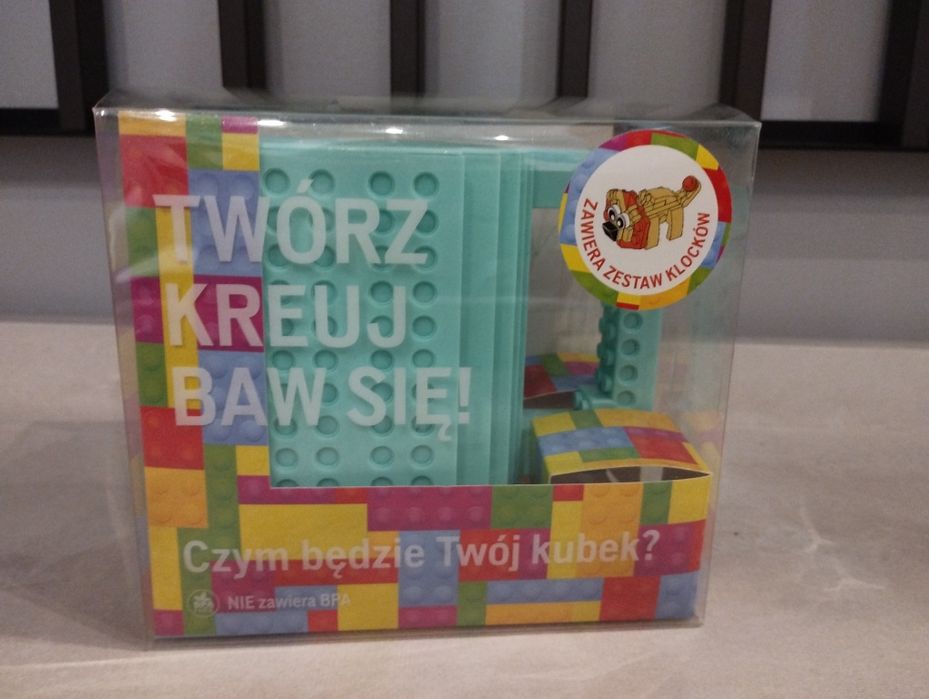 TWÓRZ
KREUJ
BAW SIĘ!
ZAWIERA ZESTAW KLOCKÓW
Czym będzie Twój kubek?
NIE zawiera BPA